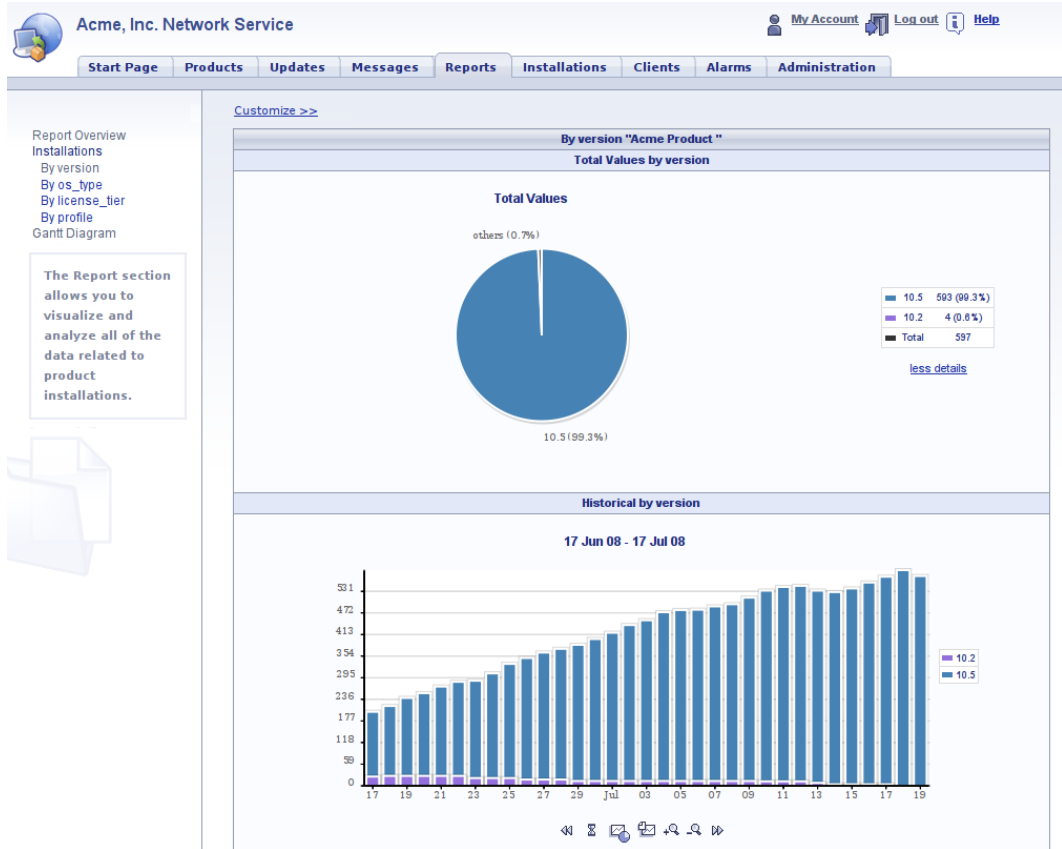 Acme, Inc. Network Service
My Account Log out Help
Start Page Products Updates Messages Reports Installations Clients Alarms Administration
Customize >>
Report Overview
Installations
By version
By os_type
By license_tier
By profile
Gantt Diagram
The Report section
allows you to
visualize and
analyze all of the
data related to
product
installations.
By version "Acme Product "
Total Values by version
Total Values
others (0.7%)
10.5 (99.3%)
10.5 593 (99.3%)
10.2 4 (0.6%)
Total 597
less details
Historical by version
17 Jun 08 - 17 Jul 08
531
472
413
354
295
236
177
118
59
0
17 19 21 23 25 27 29 Jul 03 05 07 09 11 13 15 17 19
10.2
10.5